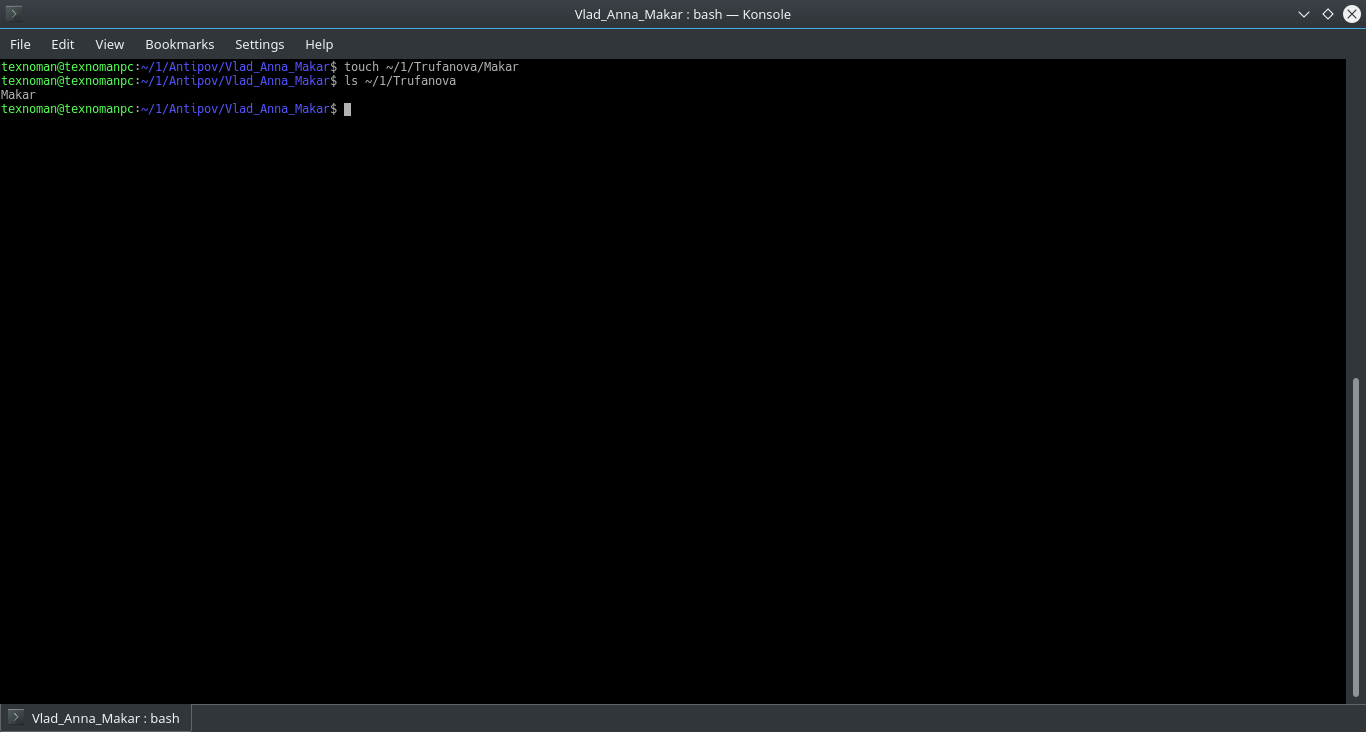 Vlad_Anna_Makar : bash — Konsole
File Edit View Bookmarks Settings Help
texnoman@texnomanpc:~/1/Antipov/Vlad_Anna_Makar$ touch ~/1/Trufanova/Makar
texnoman@texnomanpc:~/1/Antipov/Vlad_Anna_Makar$ ls ~/1/Trufanova
Makar
texnoman@texnomanpc:~/1/Antipov/Vlad_Anna_Makar$
Vlad_Anna_Makar : bash